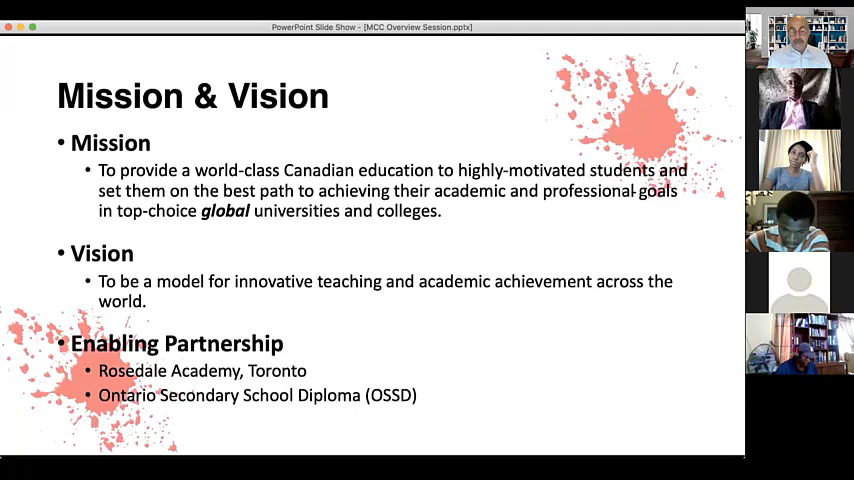 PowerPoint Slide Show - [MCC Overview Session.pptx]
Mission & Vision
• Mission
• To provide a world-class Canadian education to highly-motivated students and
set them on the best path to achieving their academic and professional goals
in top-choice global universities and colleges.
• Vision
• To be a model for innovative teaching and academic achievement across the
world.
• Enabling Partnership
• Rosedale Academy, Toronto
• Ontario Secondary School Diploma (OSSD)